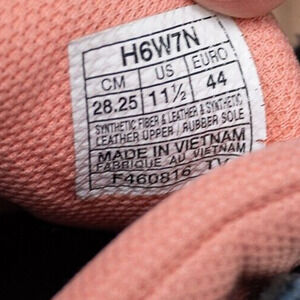 H6W7N
CM US EURO
28.25 11½ 44
SYNTHETIC FIBER & LEATHER & SYNTHETIC
LEATHER UPPER / RUBBER SOLE
MADE IN VIETNAM
FABRIQUE AU VIETNAM
F460816